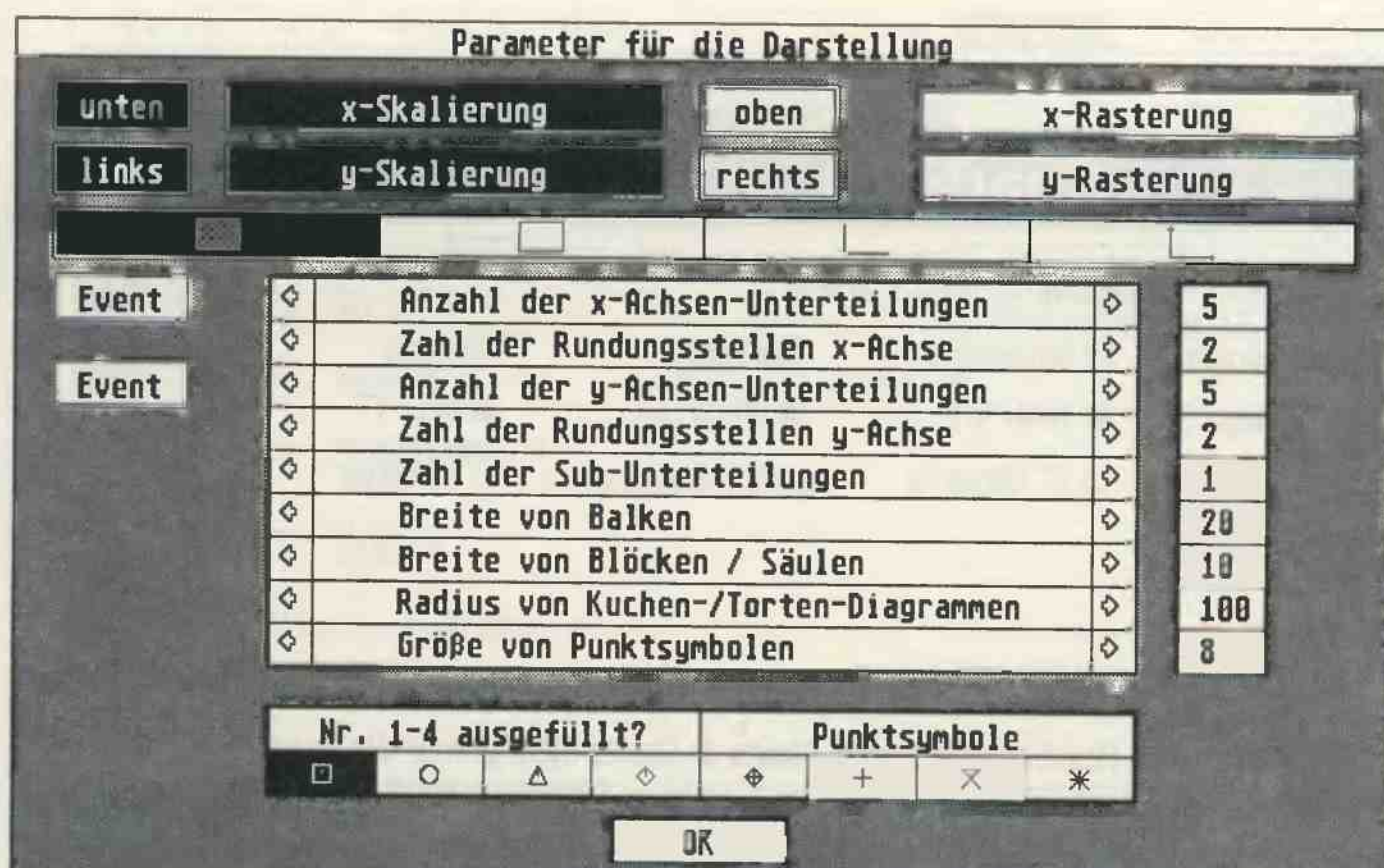 Parameter für die Darstellung
unten x-Skalierung oben x-Rasterung
links y-Skalierung rechts y-Rasterung
Event Anzahl der x-Achsen-Unterteilungen 5
Zahl der Rundungsstellen x-Achse 2
Event Anzahl der y-Achsen-Unterteilungen 5
Zahl der Rundungsstellen y-Achse 2
Zahl der Sub-Unterteilungen 1
Breite von Balken 20
Breite von Blöcken / Säulen 10
Radius von Kuchen-/Torten-Diagrammen 100
Größe von Punktsymbolen 8
Nr. 1-4 ausgefüllt? Punktsymbole
OK